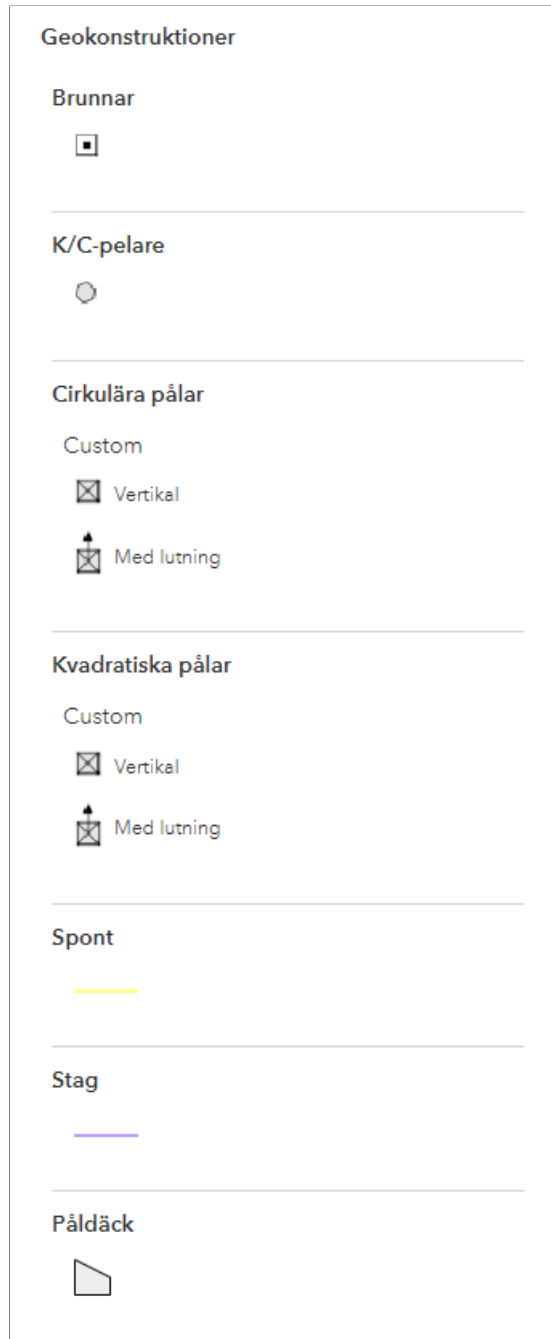 Geokonstruktioner
Brunnar
K/C-pelare
Cirkulära pålar
Custom
Vertikal
Med lutning
Kvadratiska pålar
Custom
Vertikal
Med lutning
Spont
Stag
Påldäck